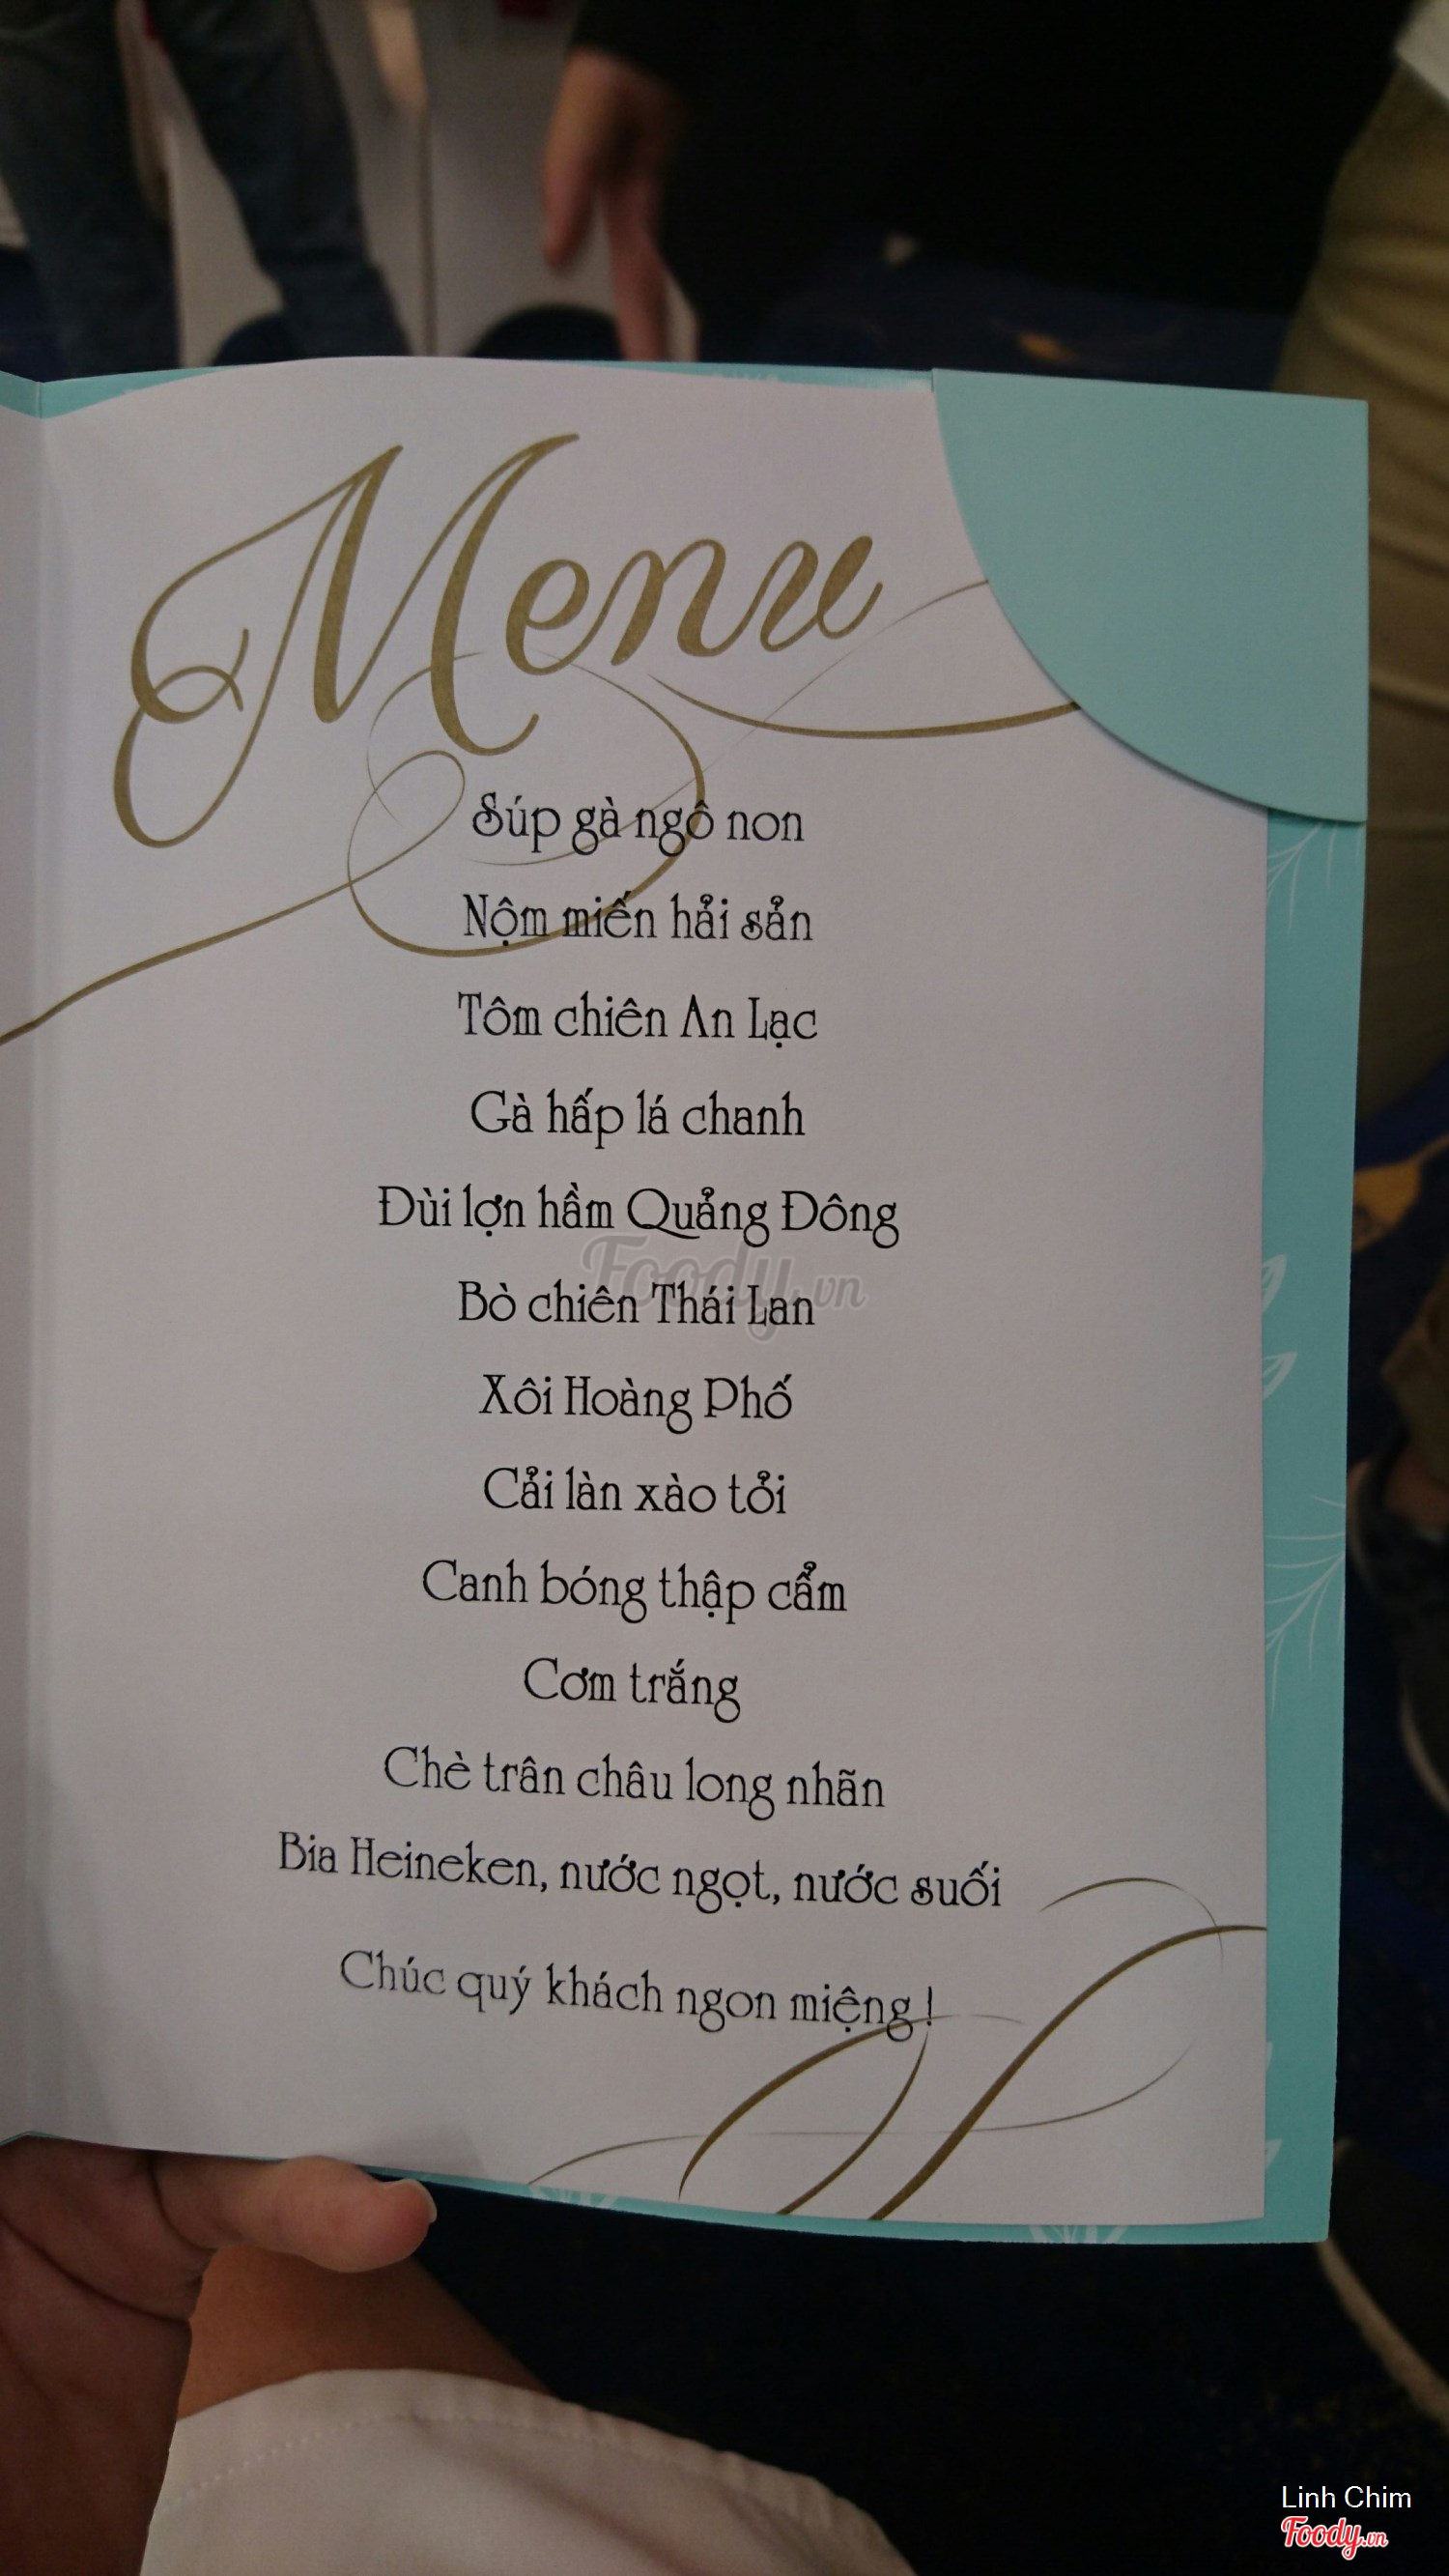 Menu
Súp gà ngô non
Nộm miến hải sản
Tôm chiên An Lạc
Gà hấp lá chanh
Đùi lợn hầm Quảng Đông
Foody.vn
Bò chiên Thái Lan
Xôi Hoàng Phố
Cải làn xào tỏi
Canh bóng thập cẩm
Cơm trắng
Chè trân châu long nhãn
Bia Heineken, nước ngọt, nước suối
Chúc quý khách ngon miệng !
Linh Chim
Foody.vn